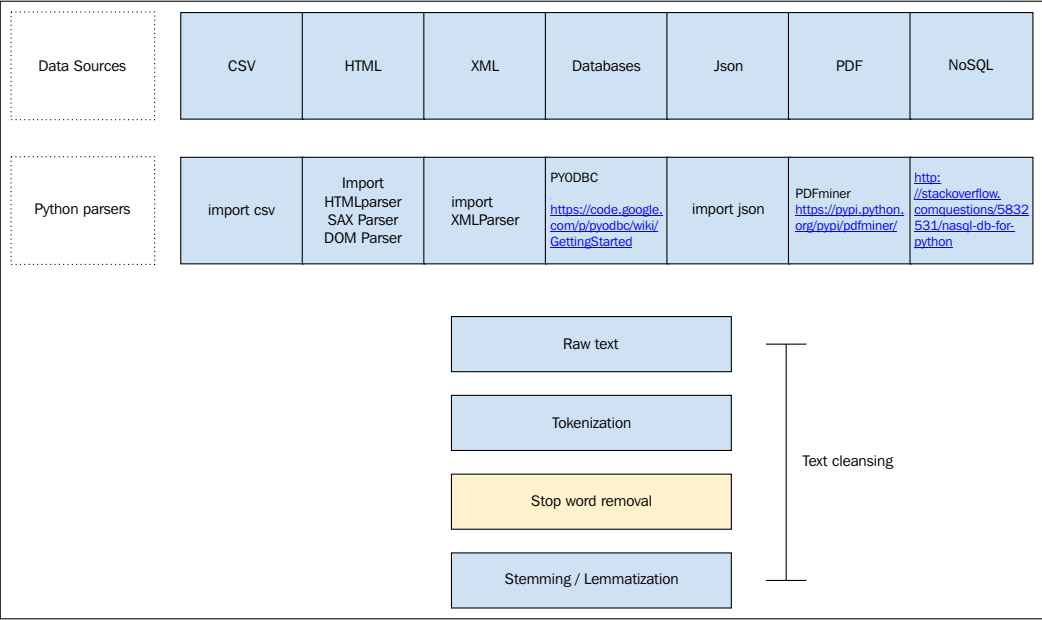 Data Sources
CSV
HTML
XML
Databases
Json
PDF
NoSQL
Python parsers
import csv
Import
HTMLparser
SAX Parser
DOM Parser
import
XMLParser
PYODBC
https://code.google.
com/p/pyodbc/wiki/
GettingStarted
import json
PDFminer
https://pypi.python.
org/pypi/pdfminer/
http:
//stackoverflow.
comquestions/5832
531/nasql-db-for-
python
Raw text
Tokenization
Stop word removal
Stemming / Lemmatization
Text cleansing